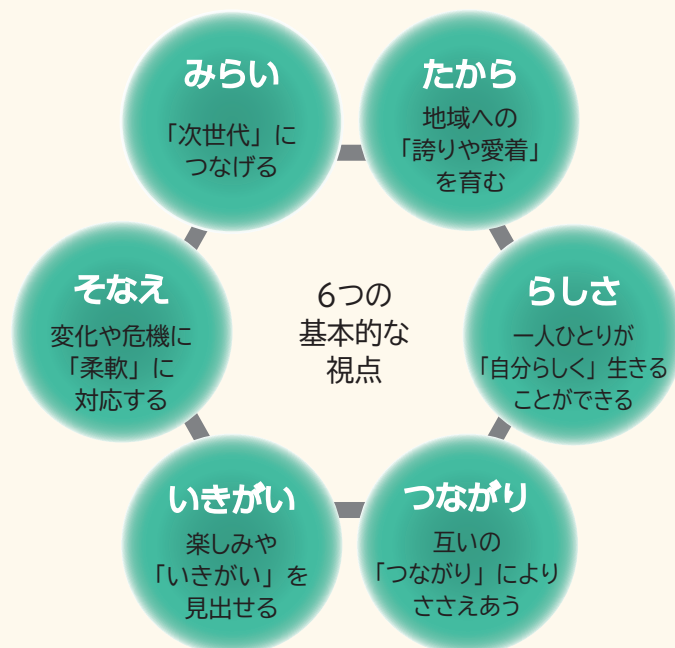 みらい
「次世代」に
つなげる
たから
地域への
「誇りや愛着」
を育む
そなえ
変化や危機に
「柔軟」に
対応する
6つの
基本的な
視点
らしさ
一人ひとりが
「自分らしく」生きる
ことができる
いきがい
楽しみや
「いきがい」を
見出せる
つながり
互いの
「つながり」により
ささえあう